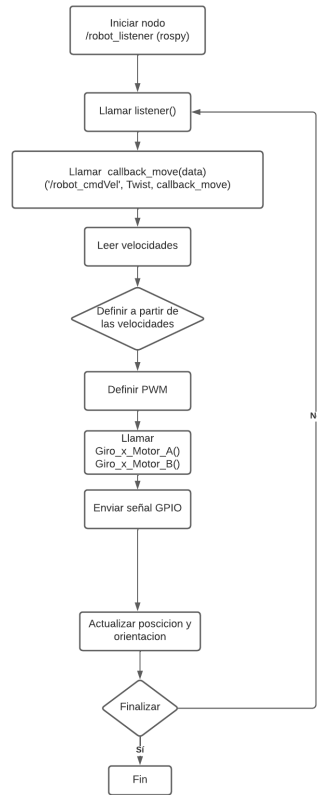 Iniciar nodo
/robot_listener (rospy)
Llamar listener()
Llamar  callback_move(data)
('/robot_cmdVel', Twist, callback_move)
Leer velocidades
Definir a partir de
las velocidades
Definir PWM
Llamar
Giro_x_Motor_A()
Giro_x_Motor_B()
Enviar señal GPIO
Actualizar poscicion y
orientacion
Finalizar
N
Sí
Fin